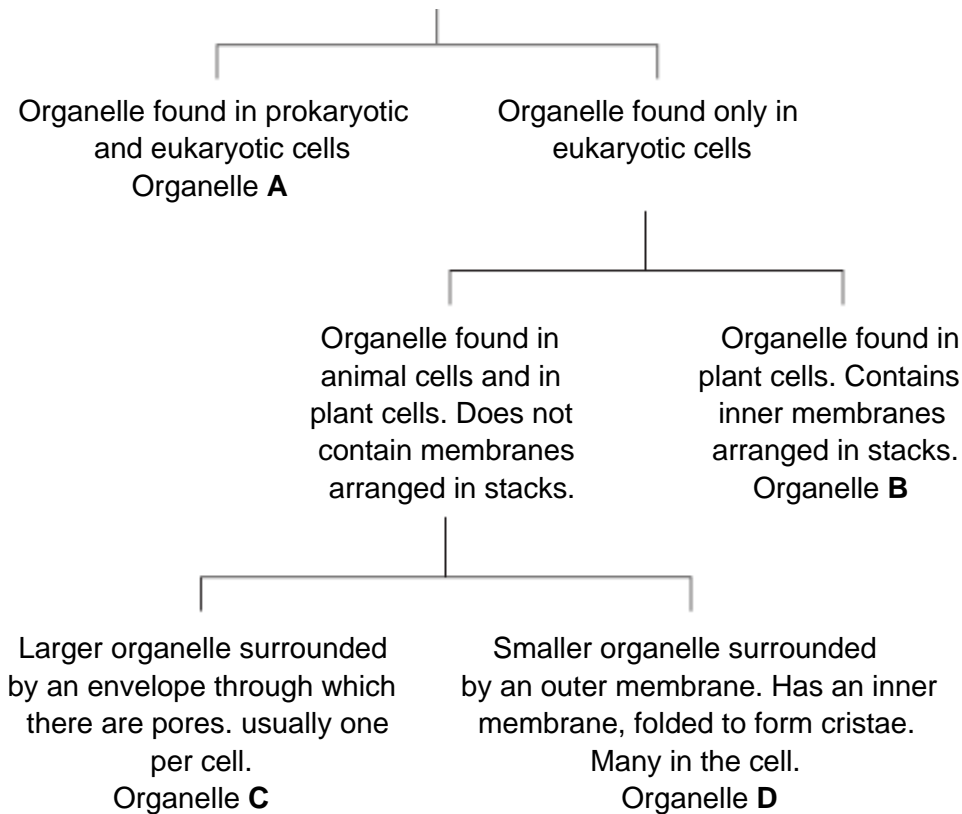 Organelle found in prokaryotic
and eukaryotic cells
Organelle A
Organelle found only in
eukaryotic cells
Organelle found in
animal cells and in
plant cells. Does not
contain membranes
arranged in stacks.
Organelle found in
plant cells. Contains
inner membranes
arranged in stacks.
Organelle B
Larger organelle surrounded
by an envelope through which
there are pores. usually one
per cell.
Organelle C
Smaller organelle surrounded
by an outer membrane. Has an inner
membrane, folded to form cristae.
Many in the cell.
Organelle D